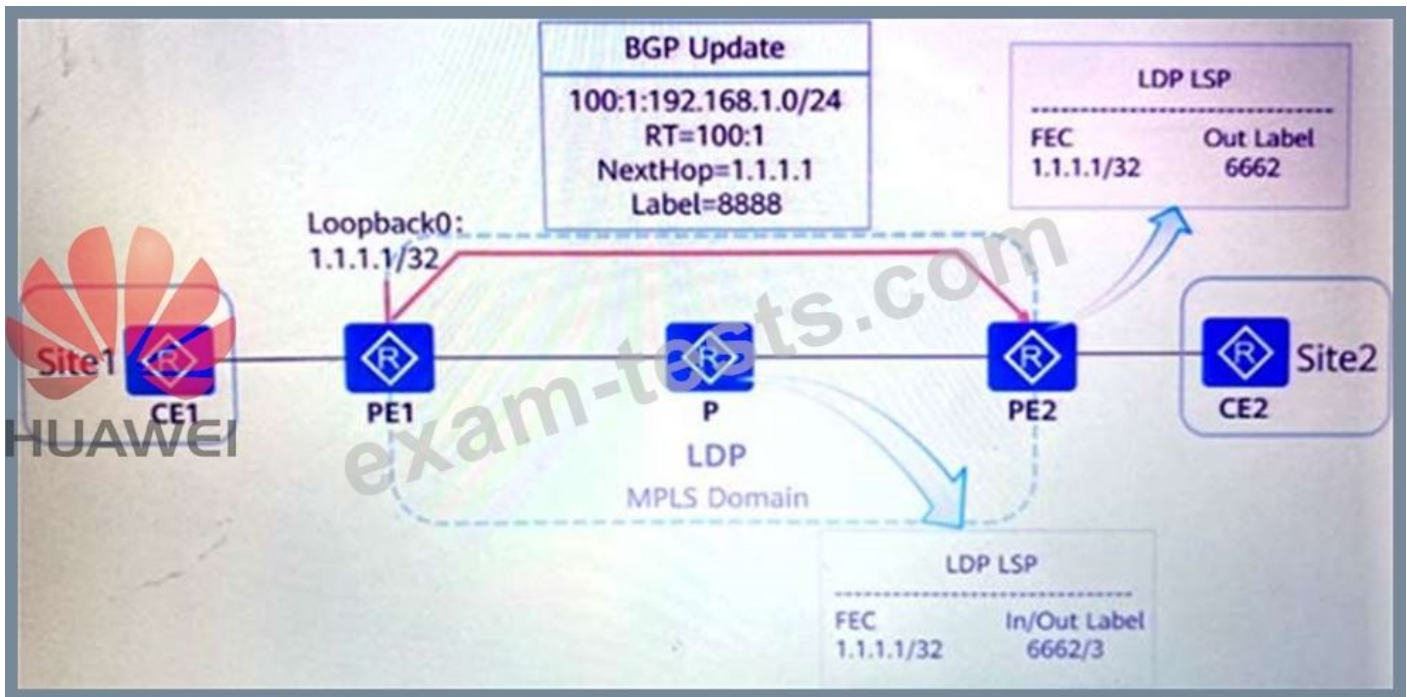 BGP Update
100:1:192.168.1.0/24
RT=100:1
NextHop=1.1.1.1
Label=8888
LDP LSP
FEC Out Label
1.1.1.1/32 6662
Loopback0:
1.1.1.1/32
Site1
CE1
R
PE1
R
P
R
PE2
R
CE2
R
Site2
HUAWEI
exam-tests.com
LDP
MPLS Domain
LDP LSP
FEC In/Out Label
1.1.1.1/32 6662/3